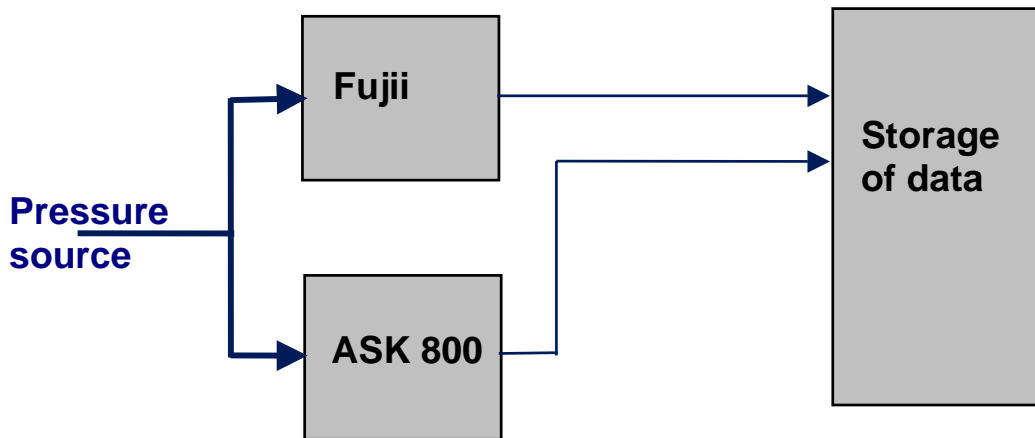 Fujii
Storage
of data
Pressure
source
ASK 800